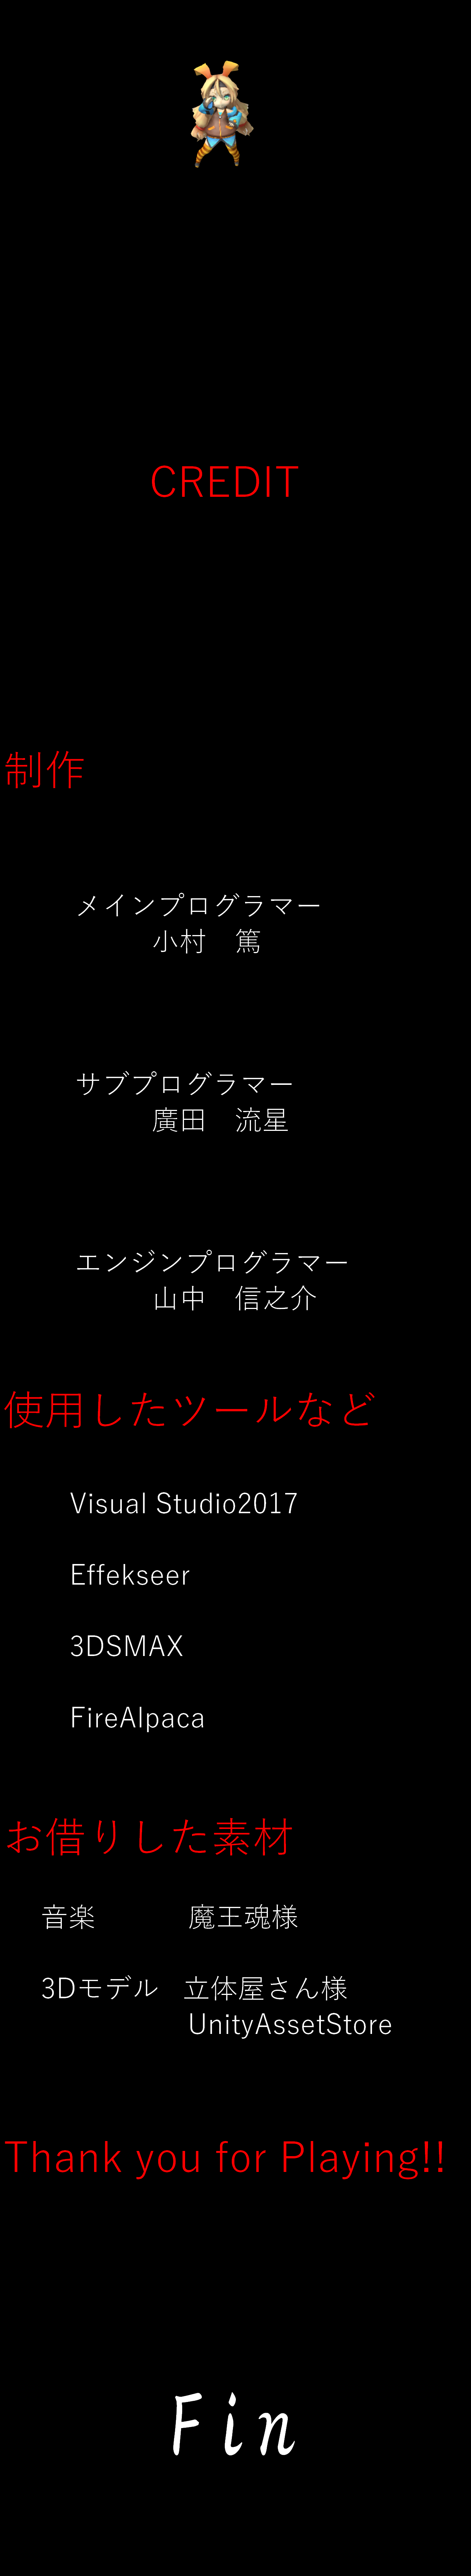 CREDIT
制作
メインプログラマー
小村　篤
サブプログラマー
廣田　流星
エンジンプログラマー
山中　信之介
使用したツールなど
Visual Studio2017
Effekseer
3DSMAX
FireAlpaca
お借りした素材
音楽　　　魔王魂様
3Dモデル　立体屋さん様
UnityAssetStore
Thank you for Playing!!
Fin